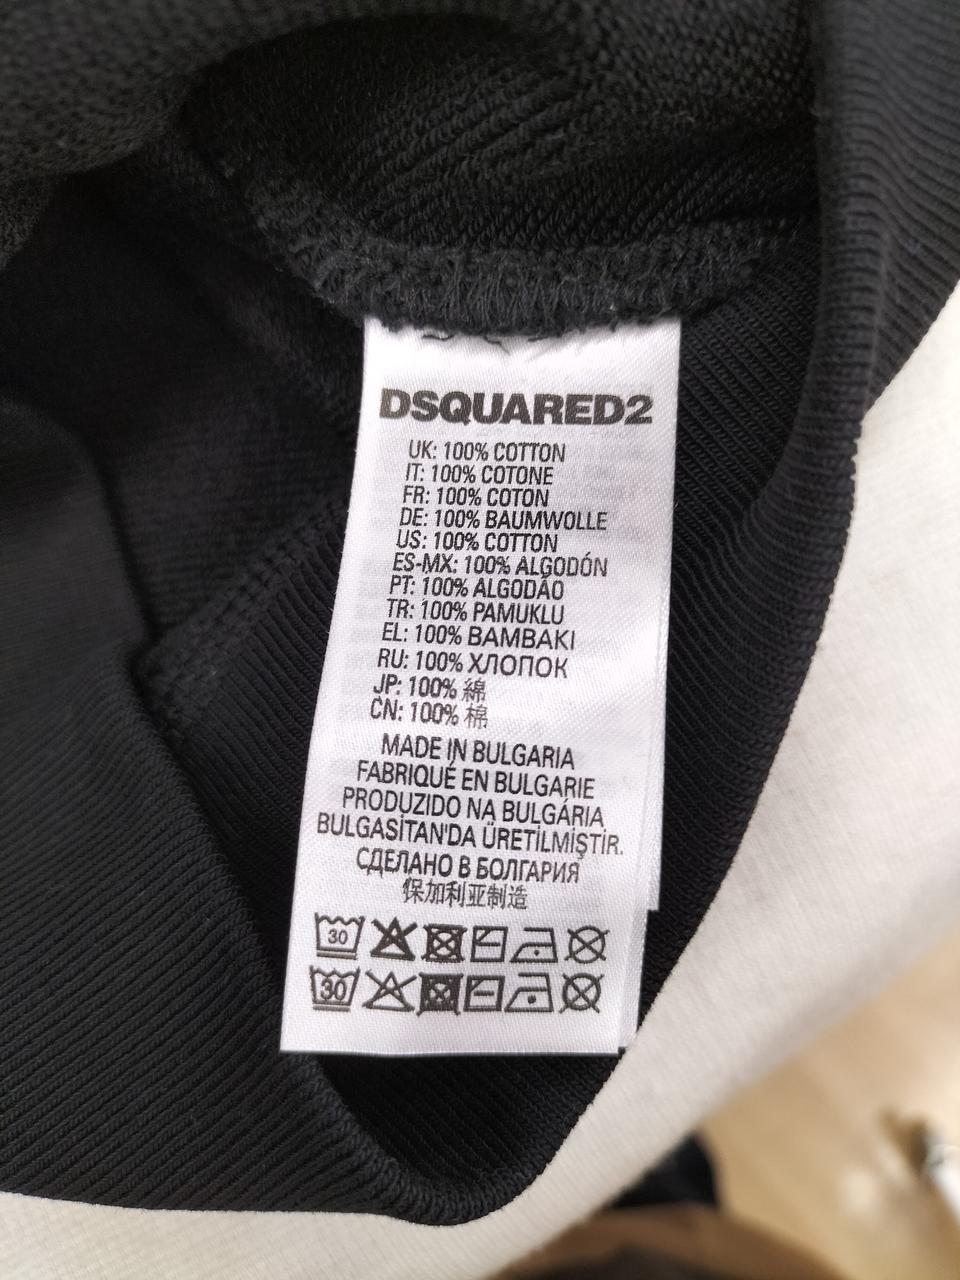 DSQUARED2
UK: 100% COTTON
IT: 100% COTONE
FR: 100% COTON
DE: 100% BAUMWOLLE
US: 100% COTTON
ES-MX: 100% ALGODÓN
PT: 100% ALGODÃO
TR: 100% PAMUKLU
EL: 100% ΒΑΜΒΑΚΙ
RU: 100% ХЛОПОК
JP: 100% 綿
CN: 100% 棉
MADE IN BULGARIA
FABRIQUÉ EN BULGARIE
PRODUZIDO NA BULGÁRIA
BULGASİTAN'DA ÜRETİLMİŞTİR.
СДЕЛАНО В БОЛГАРИЯ
保加利亚制造
30
30